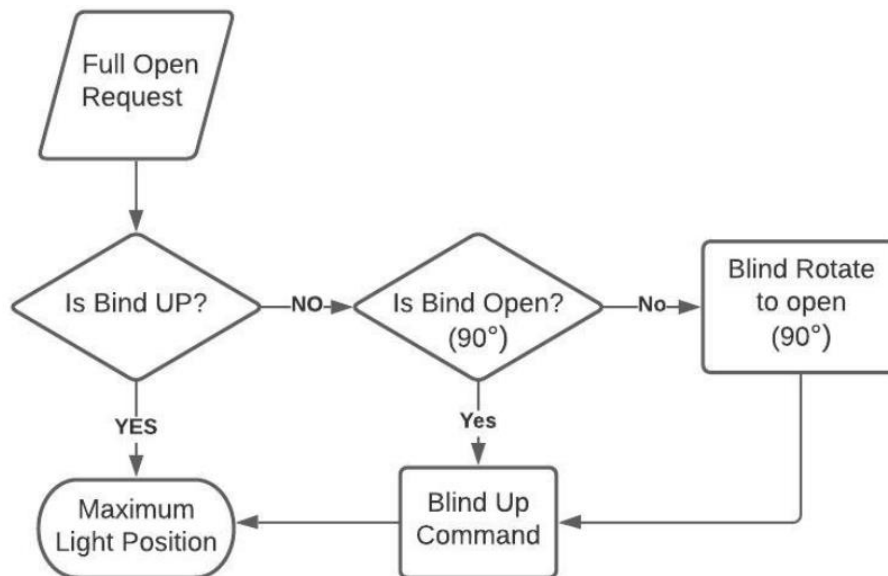 Full Open
Request
Is Bind UP?
NO
Is Bind Open?
(90°)
No
Blind Rotate
to open
(90°)
YES
Yes
Maximum
Light Position
Blind Up
Command